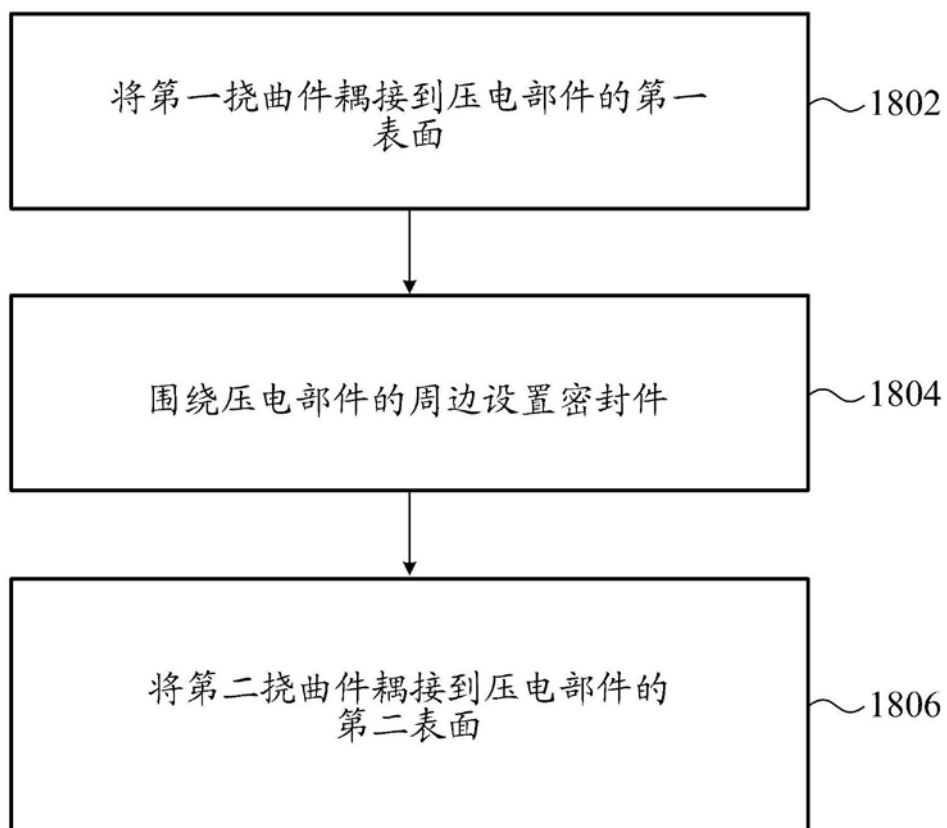 将第一挠曲件耦接到压电部件的第一
表面
1802
围绕压电部件的周边设置密封件
1804
将第二挠曲件耦接到压电部件的
第二表面
1806